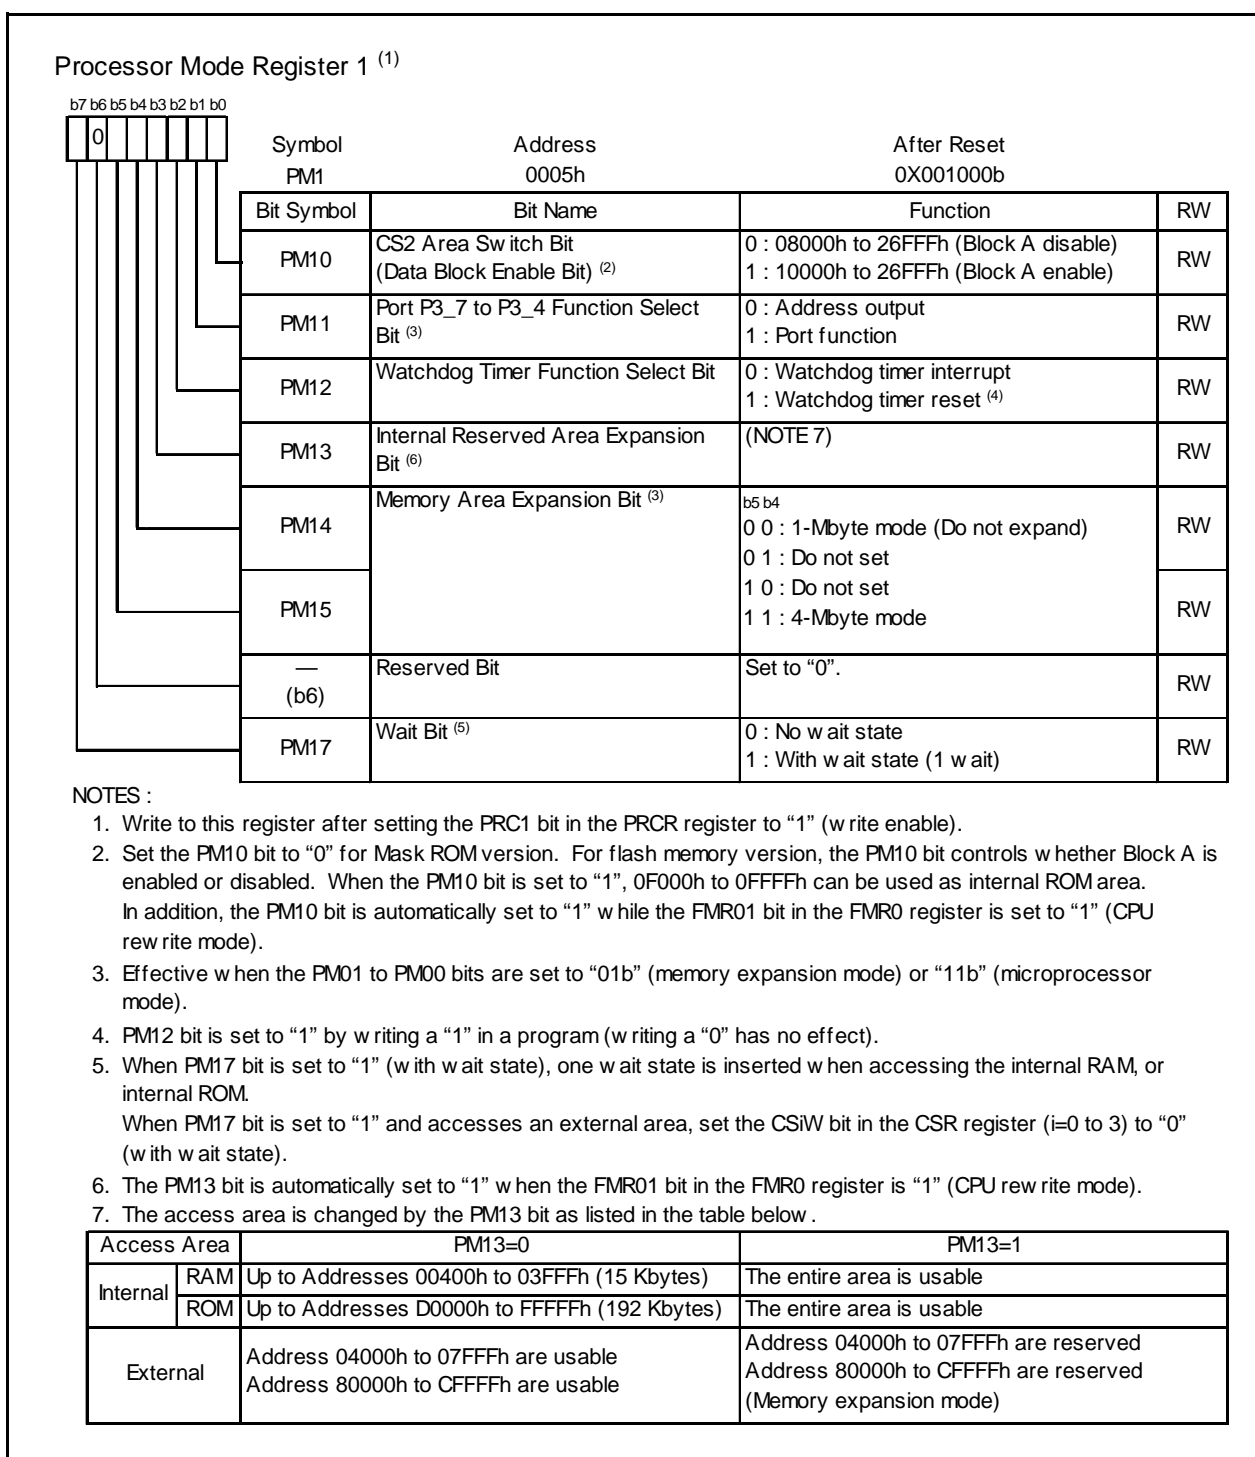 Processor Mode Register 1 (1)
b7 b6 b5 b4 b3 b2 b1 b0
0
Symbol Address After Reset
PM1 0005h 0X001000b
Bit Symbol Bit Name Function RW
PM10 CS2 Area Switch Bit (Data Block Enable Bit) (2) 0 : 08000h to 26FFFh (Block A disable) RW
1 : 10000h to 26FFFh (Block A enable)
PM11 Port P3_7 to P3_4 Function Select Bit (3) 0 : Address output RW
1 : Port function
PM12 Watchdog Timer Function Select Bit 0 : Watchdog timer interrupt RW
1 : Watchdog timer reset (4)
PM13 Internal Reserved Area Expansion Bit (6) (NOTE 7) RW
PM14 Memory Area Expansion Bit (3) b5 b4 RW
0 0 : 1-Mbyte mode (Do not expand)
0 1 : Do not set
PM15 1 0 : Do not set RW
1 1 : 4-Mbyte mode
— (b6) Reserved Bit Set to “0”. RW
PM17 Wait Bit (5) 0 : No wait state RW
1 : With wait state (1 wait)
NOTES :
1. Write to this register after setting the PRC1 bit in the PRCR register to “1” (write enable).
2. Set the PM10 bit to “0” for Mask ROM version. For flash memory version, the PM10 bit controls whether Block A is
enabled or disabled. When the PM10 bit is set to “1”, 0F000h to 0FFFFh can be used as internal ROM area.
In addition, the PM10 bit is automatically set to “1” while the FMR01 bit in the FMR0 register is set to “1” (CPU
rewrite mode).
3. Effective when the PM01 to PM00 bits are set to “01b” (memory expansion mode) or “11b” (microprocessor
mode).
4. PM12 bit is set to “1” by writing a “1” in a program (writing a “0” has no effect).
5. When PM17 bit is set to “1” (with wait state), one wait state is inserted when accessing the internal RAM, or
internal ROM.
When PM17 bit is set to “1” and accesses an external area, set the CSiW bit in the CSR register (i=0 to 3) to “0”
(with wait state).
6. The PM13 bit is automatically set to “1” when the FMR01 bit in the FMR0 register is “1” (CPU rewrite mode).
7. The access area is changed by the PM13 bit as listed in the table below.
Access Area PM13=0 PM13=1
Internal RAM Up to Addresses 00400h to 03FFFh (15 Kbytes) The entire area is usable
ROM Up to Addresses D0000h to FFFFFh (192 Kbytes) The entire area is usable
External Address 04000h to 07FFFh are usable Address 04000h to 07FFFh are reserved
Address 80000h to CFFFFh are usable Address 80000h to CFFFFh are reserved
(Memory expansion mode)